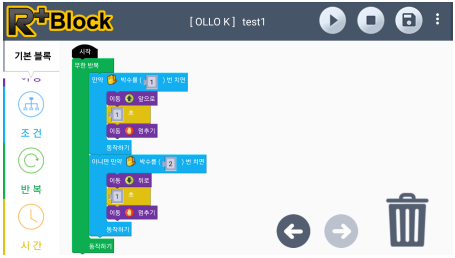 R+Block
[ OLLO K ] test1
기본 블록
시작
무한 반복
만약 박수를 ( 1 ) 번 치면
이동 앞으로
1 초
이동 멈추기
동작하기
아니면 만약 박수를 ( 2 ) 번 치면
이동 뒤로
1 초
이동 멈추기
동작하기
동작하기
조건
반복
시간